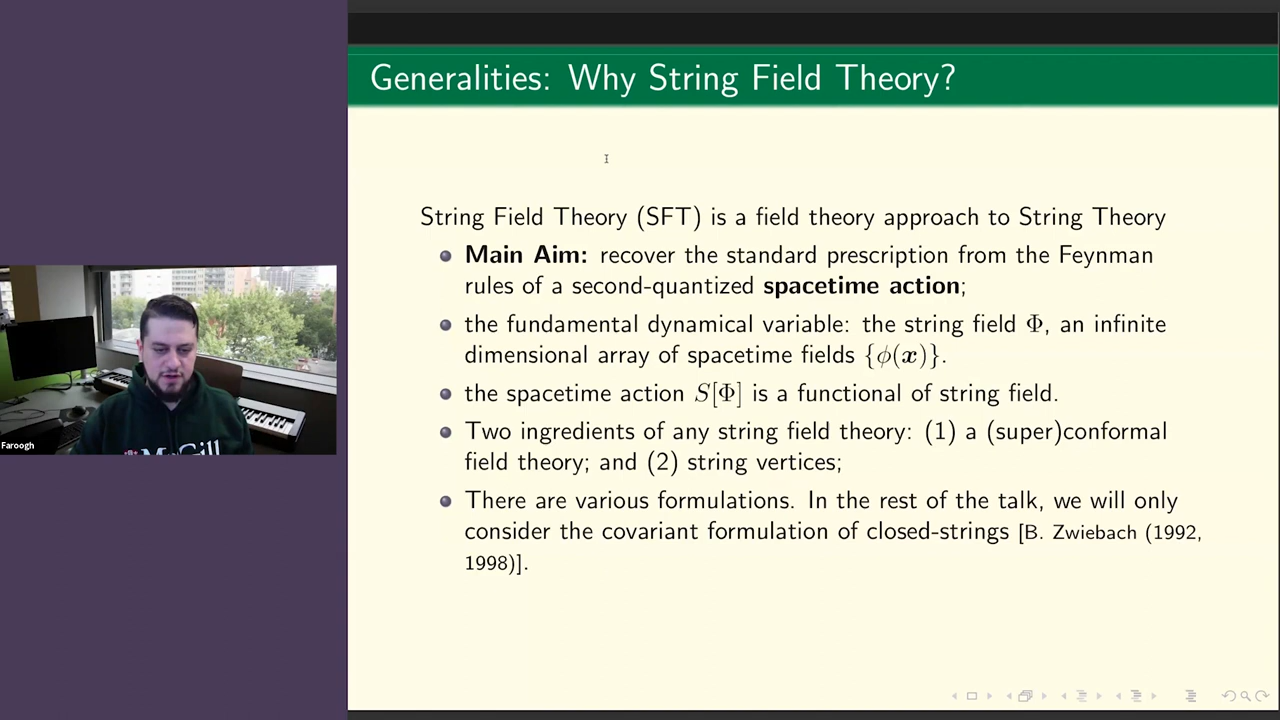 Generalities: Why String Field Theory?
String Field Theory (SFT) is a field theory approach to String Theory
Main Aim: recover the standard prescription from the Feynman
rules of a second-quantized spacetime action;
the fundamental dynamical variable: the string field Φ, an infinite
dimensional array of spacetime fields {ϕ(x)}.
the spacetime action S[Φ] is a functional of string field.
Two ingredients of any string field theory: (1) a (super)conformal
field theory; and (2) string vertices;
There are various formulations. In the rest of the talk, we will only
consider the covariant formulation of closed-strings [B. Zwiebach (1992,
1998)].
McGill
Faroogh